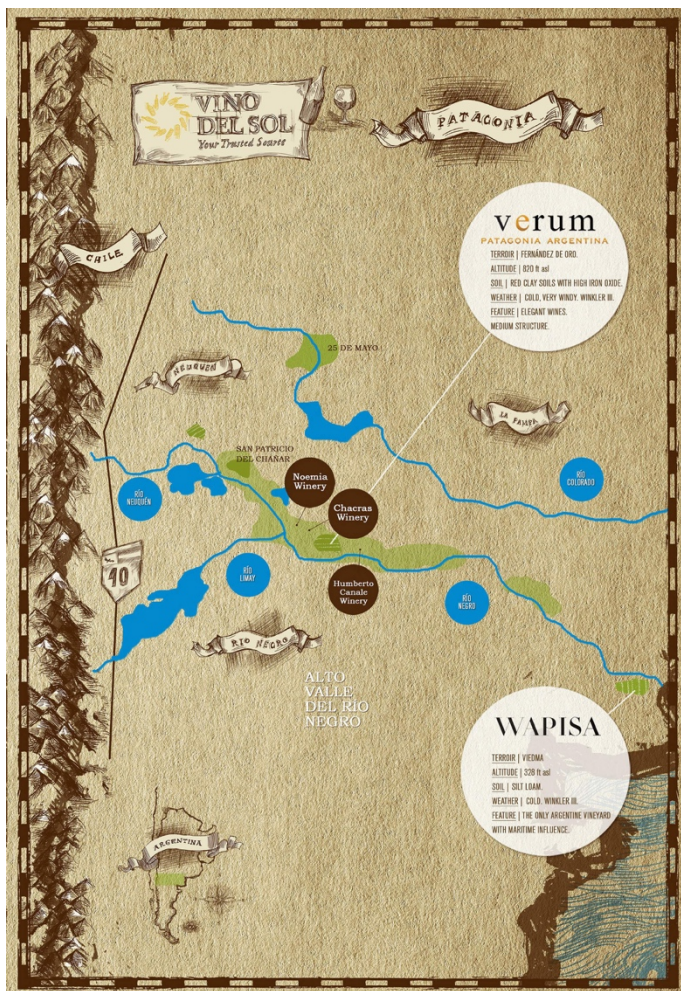 VINO
DEL SOL
Your Trusted Source
PATAGONIA
CHILE
verum
PATAGONIA ARGENTINA
TERROIR | FERNÁNDEZ DE ORO.
ALTITUDE | 820 ft asl
SOIL | RED CLAY SOILS WITH HIGH IRON OXIDE.
WEATHER | COLD, VERY WINDY. WINKLER III.
FEATURE | ELEGANT WINES.
MEDIUM STRUCTURE.
25 DE MAYO
NEUQUEN
LA PAMPA
SAN PATRICIO
DEL CHAÑAR
Noemia
Winery
Chacras
Winery
RÍO
COLORADO
RÍO
NEUQUÉN
40
RÍO
LIMAY
Humberto
Canale
Winery
RÍO
NEGRO
RIO NEGRO
ALTO
VALLE
DEL RÍO
NEGRO
WAPISA
TERROIR | VIEDMA
ALTITUDE | 328 ft asl
SOIL | SILT LOAM.
WEATHER | COLD. WINKLER III.
FEATURE | THE ONLY ARGENTINE VINEYARD
WITH MARITIME INFLUENCE.
ARGENTINA